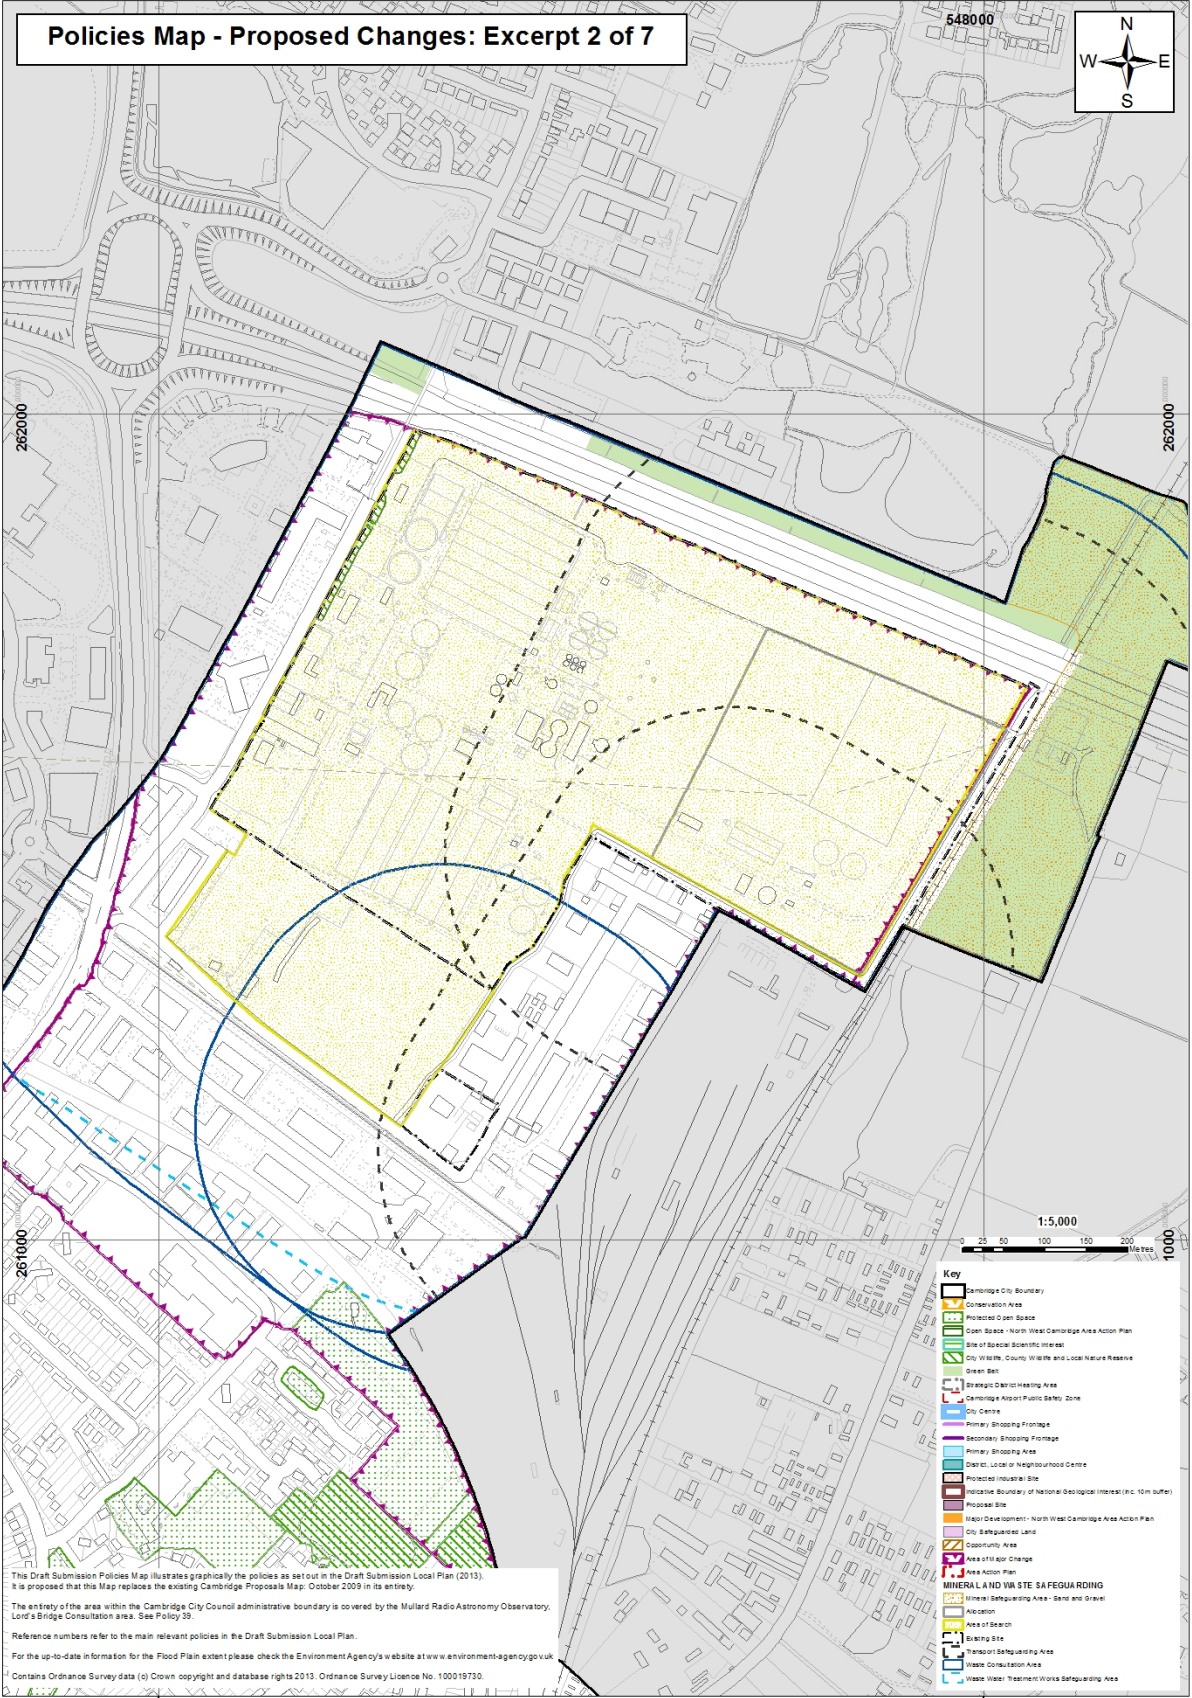 Policies Map - Proposed Changes: Excerpt 2 of 7
548000
N
W E
S
262000
262000
261000
1000
1:5,000
0 25 50 100 150 200
Metres
Key
Cambridge City Boundary
Conservation Area
Protected Open Space
Open Space - North West Cambridge Area Action Plan
Site of Special Scientific Interest
City Wildlife, County Wildlife and Local Nature Reserve
Green Belt
Strategic District Heating Area
Cambridge Airport Public Safety Zone
City Centre
Primary Shopping Frontage
Secondary Shopping Frontage
Primary Shopping Area
District, Local or Neighbourhood Centre
Protected Industrial Site
Indicative Boundary of National Geological Interest (inc. 10m buffer)
Proposal Site
Major Development - North West Cambridge Area Action Plan
City Safeguarded Land
Opportunity Area
Area of Major Change
Area Action Plan
MINERAL AND WASTE SAFEGUARDING
Mineral Safeguarding Area - Sand and Gravel
Allocation
Area of Search
Existing Site
Transport Safeguarding Area
Waste Consultation Area
Waste Water Treatment Works Safeguarding Area
This Draft Submission Policies Map illustrates graphically the policies as set out in the Draft Submission Local Plan (2013).
It is proposed that this Map replaces the existing Cambridge Proposals Map: October 2009 in its entirety.
The entirety of the area within the Cambridge City Council administrative boundary is covered by the Mullard Radio Astronomy Observatory,
Lord's Bridge Consultation area. See Policy 39.
Reference numbers refer to the main relevant policies in the Draft Submission Local Plan.
For the up-to-date information for the Flood Plain extent please check the Environment Agency's website at www.environment-agency.gov.uk
Contains Ordnance Survey data (c) Crown copyright and database rights 2013. Ordnance Survey Licence No. 100019730.